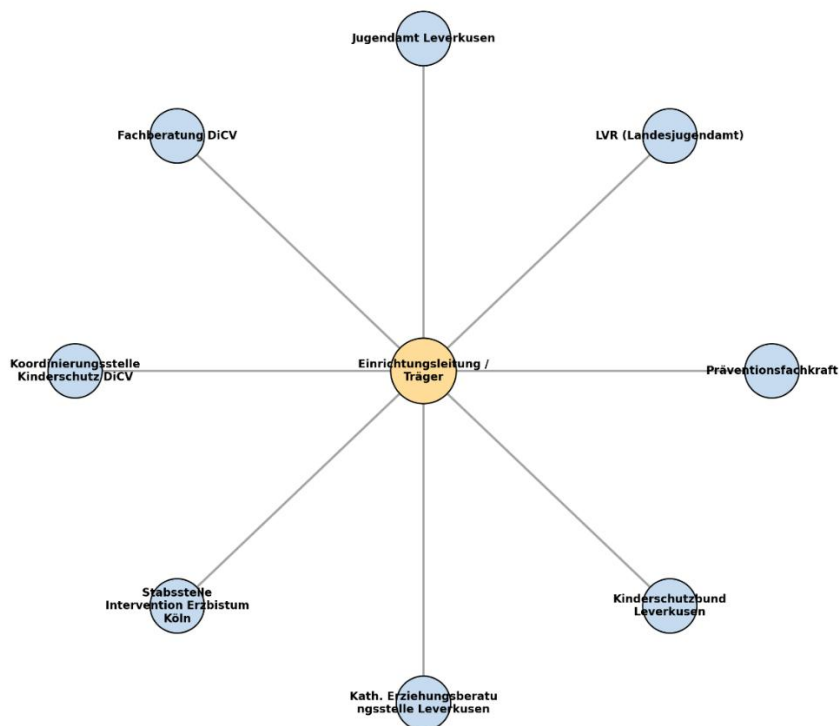 Jugendamt Leverkusen
Fachberatung DiCV
LVR (Landesjugendamt)
Koordinierungsstelle
Kinderschutz DiCV
Einrichtungsleitung /
Träger
Präventionsfachkraft
Stabsstelle
Intervention Erzbistum
Köln
Kinderschutzbund
Leverkusen
Kath. Erziehungsberatu
ngsstelle Leverkusen